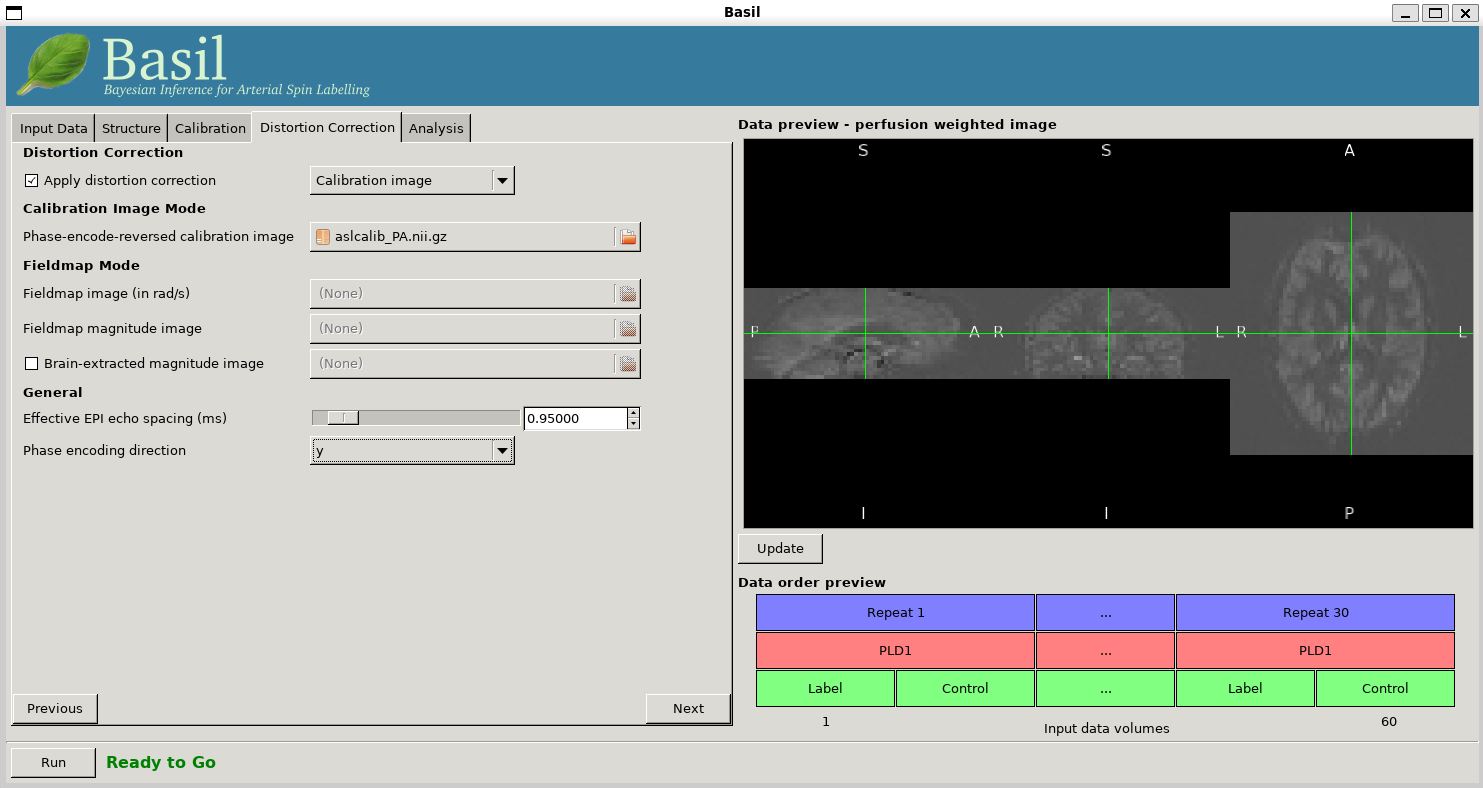 Basil
Basil
Bayesian Inference for Arterial Spin Labelling
Input Data Structure Calibration Distortion Correction Analysis
Distortion Correction
Apply distortion correction Calibration image
Calibration Image Mode
Phase-encode-reversed calibration image aslcalib_PA.nii.gz
Fieldmap Mode
Fieldmap image (in rad/s) (None)
Fieldmap magnitude image (None)
Brain-extracted magnitude image (None)
General
Effective EPI echo spacing (ms) 0.95000
Phase encoding direction y
Previous Next
Data preview - perfusion weighted image
S S A
P A R L R L
I I P
Update
Data order preview
Repeat 1 ... Repeat 30
PLD1 ... PLD1
Label Control ... Label Control
1 60
Input data volumes
Run Ready to Go